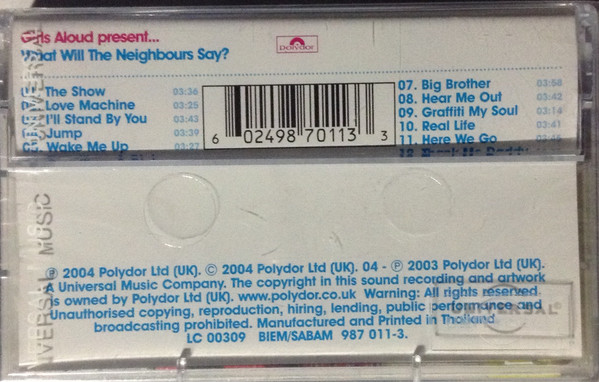 Girls Aloud present...
What Will The Neighbours Say?
Polydor
The Show 03:36
Love Machine 03:25
I'll Stand By You 03:43
Jump 03:39
Wake Me Up 03:27
6 02498 70113 3
07. Big Brother 03:58
08. Hear Me Out 03:42
09. Graffiti My Soul 03:14
10. Real Life 03:41
11. Here We Go
UNIVERSAL
UNIVERSAL MUSIC
℗ 2004 Polydor Ltd (UK). © 2004 Polydor Ltd (UK). 04 - ℗ 2003 Polydor Ltd (UK).
A Universal Music Company. The copyright in this sound recording and artwork
is owned by Polydor Ltd (UK). www.polydor.co.uk Warning: All rights reserved.
Unauthorised copying, reproduction, hiring, lending, public performance and
broadcasting prohibited. Manufactured and Printed in Thailand.
LC 00309 BIEM/SABAM 987 011-3.
UNIVERSAL